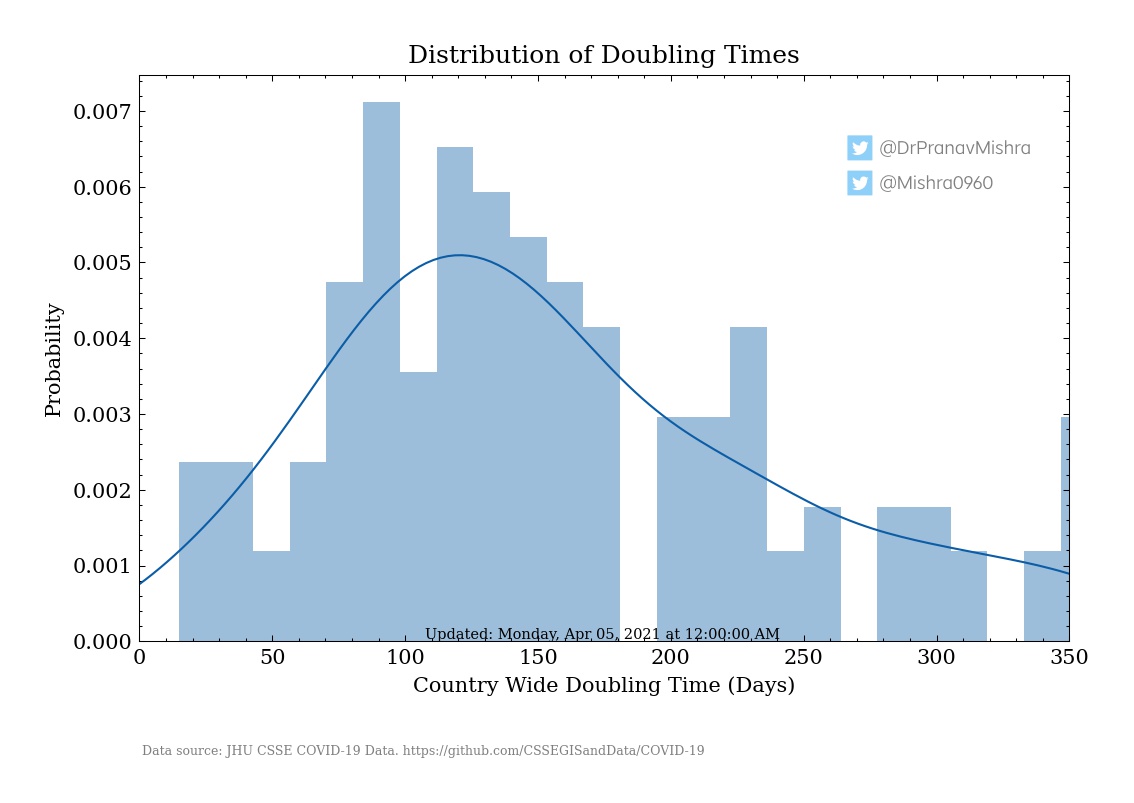 Distribution of Doubling Times
0.007
0.006
0.005
0.004
0.003
0.002
0.001
0.000
Probability
@DrPranavMishra
@Mishra0960
Updated: Monday, Apr 05, 2021 at 12:00:00 AM
0 50 100 150 200 250 300 350
Country Wide Doubling Time (Days)
Data source: JHU CSSE COVID-19 Data. https://github.com/CSSEGISandData/COVID-19